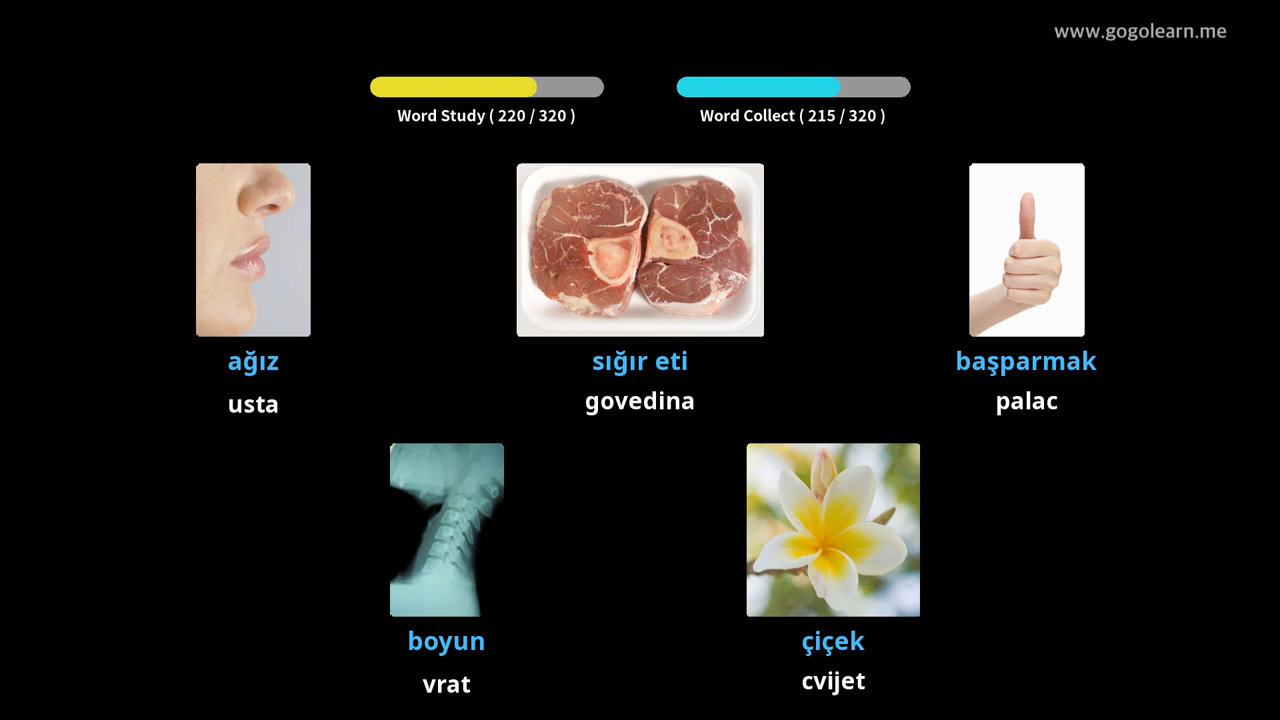 www.gogolearn.me
Word Study ( 220 / 320 )
Word Collect ( 215 / 320 )
ağız
usta
sığır eti
govedina
başparmak
palac
boyun
vrat
çiçek
cvijet